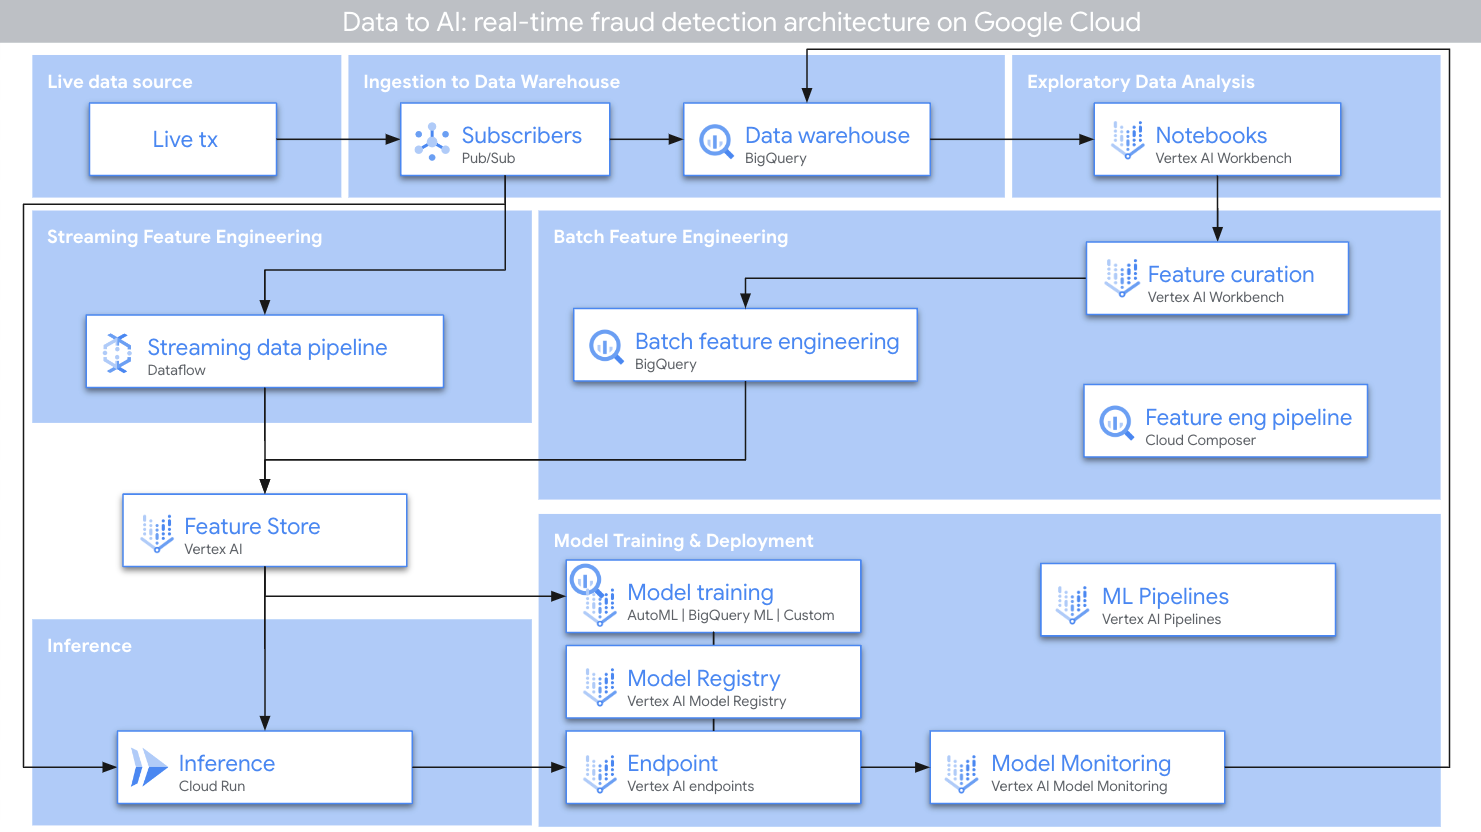 Data to AI: real-time fraud detection architecture on Google Cloud
Live data source
Live tx
Ingestion to Data Warehouse
Subscribers
Pub/Sub
Data warehouse
BigQuery
Exploratory Data Analysis
Notebooks
Vertex AI Workbench
Streaming Feature Engineering
Streaming data pipeline
Dataflow
Batch Feature Engineering
Feature curation
Vertex AI Workbench
Batch feature engineering
BigQuery
Feature eng pipeline
Cloud Composer
Feature Store
Vertex AI
Model Training & Deployment
Model training
AutoML | BigQuery ML | Custom
ML Pipelines
Vertex AI Pipelines
Model Registry
Vertex AI Model Registry
Inference
Inference
Cloud Run
Endpoint
Vertex AI endpoints
Model Monitoring
Vertex AI Model Monitoring